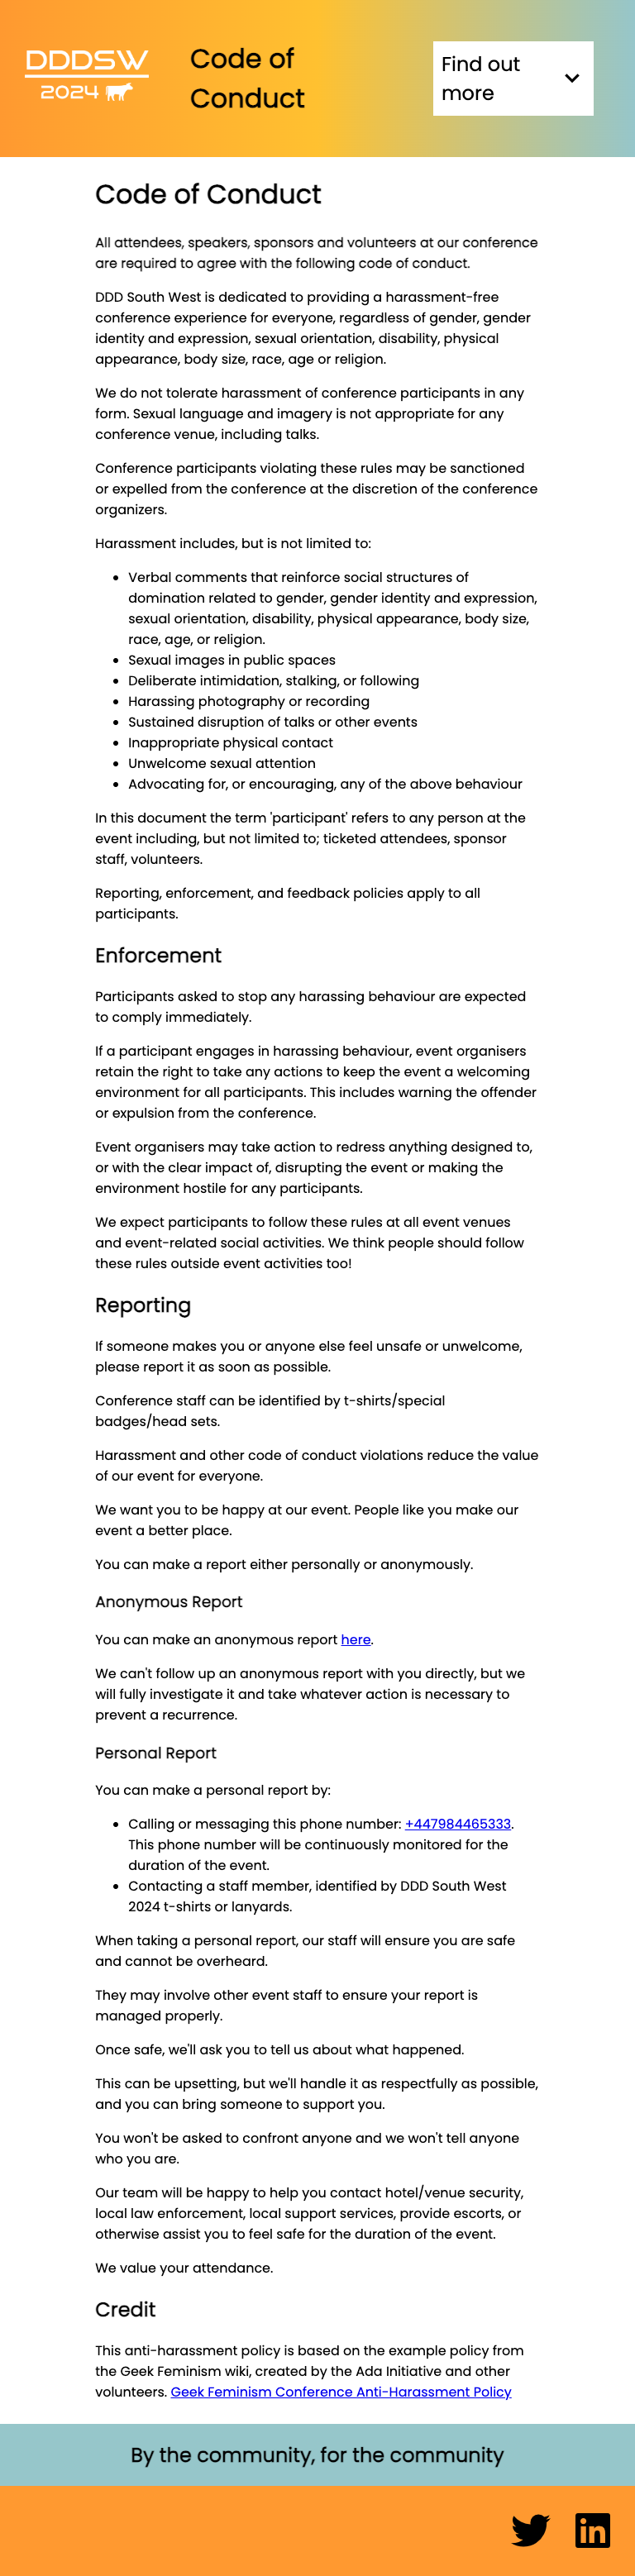 DDDSW
2024
Code of
Conduct
Find out
more
Code of Conduct
All attendees, speakers, sponsors and volunteers at our conference
are required to agree with the following code of conduct.
DDD South West is dedicated to providing a harassment-free
conference experience for everyone, regardless of gender, gender
identity and expression, sexual orientation, disability, physical
appearance, body size, race, age or religion.
We do not tolerate harassment of conference participants in any
form. Sexual language and imagery is not appropriate for any
conference venue, including talks.
Conference participants violating these rules may be sanctioned
or expelled from the conference at the discretion of the conference
organizers.
Harassment includes, but is not limited to:
• Verbal comments that reinforce social structures of
domination related to gender, gender identity and expression,
sexual orientation, disability, physical appearance, body size,
race, age, or religion.
• Sexual images in public spaces
• Deliberate intimidation, stalking, or following
• Harassing photography or recording
• Sustained disruption of talks or other events
• Inappropriate physical contact
• Unwelcome sexual attention
• Advocating for, or encouraging, any of the above behaviour
In this document the term 'participant' refers to any person at the
event including, but not limited to; ticketed attendees, sponsor
staff, volunteers.
Reporting, enforcement, and feedback policies apply to all
participants.
Enforcement
Participants asked to stop any harassing behaviour are expected
to comply immediately.
If a participant engages in harassing behaviour, event organisers
retain the right to take any actions to keep the event a welcoming
environment for all participants. This includes warning the offender
or expulsion from the conference.
Event organisers may take action to redress anything designed to,
or with the clear impact of, disrupting the event or making the
environment hostile for any participants.
We expect participants to follow these rules at all event venues
and event-related social activities. We think people should follow
these rules outside event activities too!
Reporting
If someone makes you or anyone else feel unsafe or unwelcome,
please report it as soon as possible.
Conference staff can be identified by t-shirts/special
badges/head sets.
Harassment and other code of conduct violations reduce the value
of our event for everyone.
We want you to be happy at our event. People like you make our
event a better place.
You can make a report either personally or anonymously.
Anonymous Report
You can make an anonymous report here.
We can't follow up an anonymous report with you directly, but we
will fully investigate it and take whatever action is necessary to
prevent a recurrence.
Personal Report
You can make a personal report by:
• Calling or messaging this phone number: +447984465333.
This phone number will be continuously monitored for the
duration of the event.
• Contacting a staff member, identified by DDD South West
2024 t-shirts or lanyards.
When taking a personal report, our staff will ensure you are safe
and cannot be overheard.
They may involve other event staff to ensure your report is
managed properly.
Once safe, we'll ask you to tell us about what happened.
This can be upsetting, but we'll handle it as respectfully as possible,
and you can bring someone to support you.
You won't be asked to confront anyone and we won't tell anyone
who you are.
Our team will be happy to help you contact hotel/venue security,
local law enforcement, local support services, provide escorts, or
otherwise assist you to feel safe for the duration of the event.
We value your attendance.
Credit
This anti-harassment policy is based on the example policy from
the Geek Feminism wiki, created by the Ada Initiative and other
volunteers. Geek Feminism Conference Anti-Harassment Policy
By the community, for the community